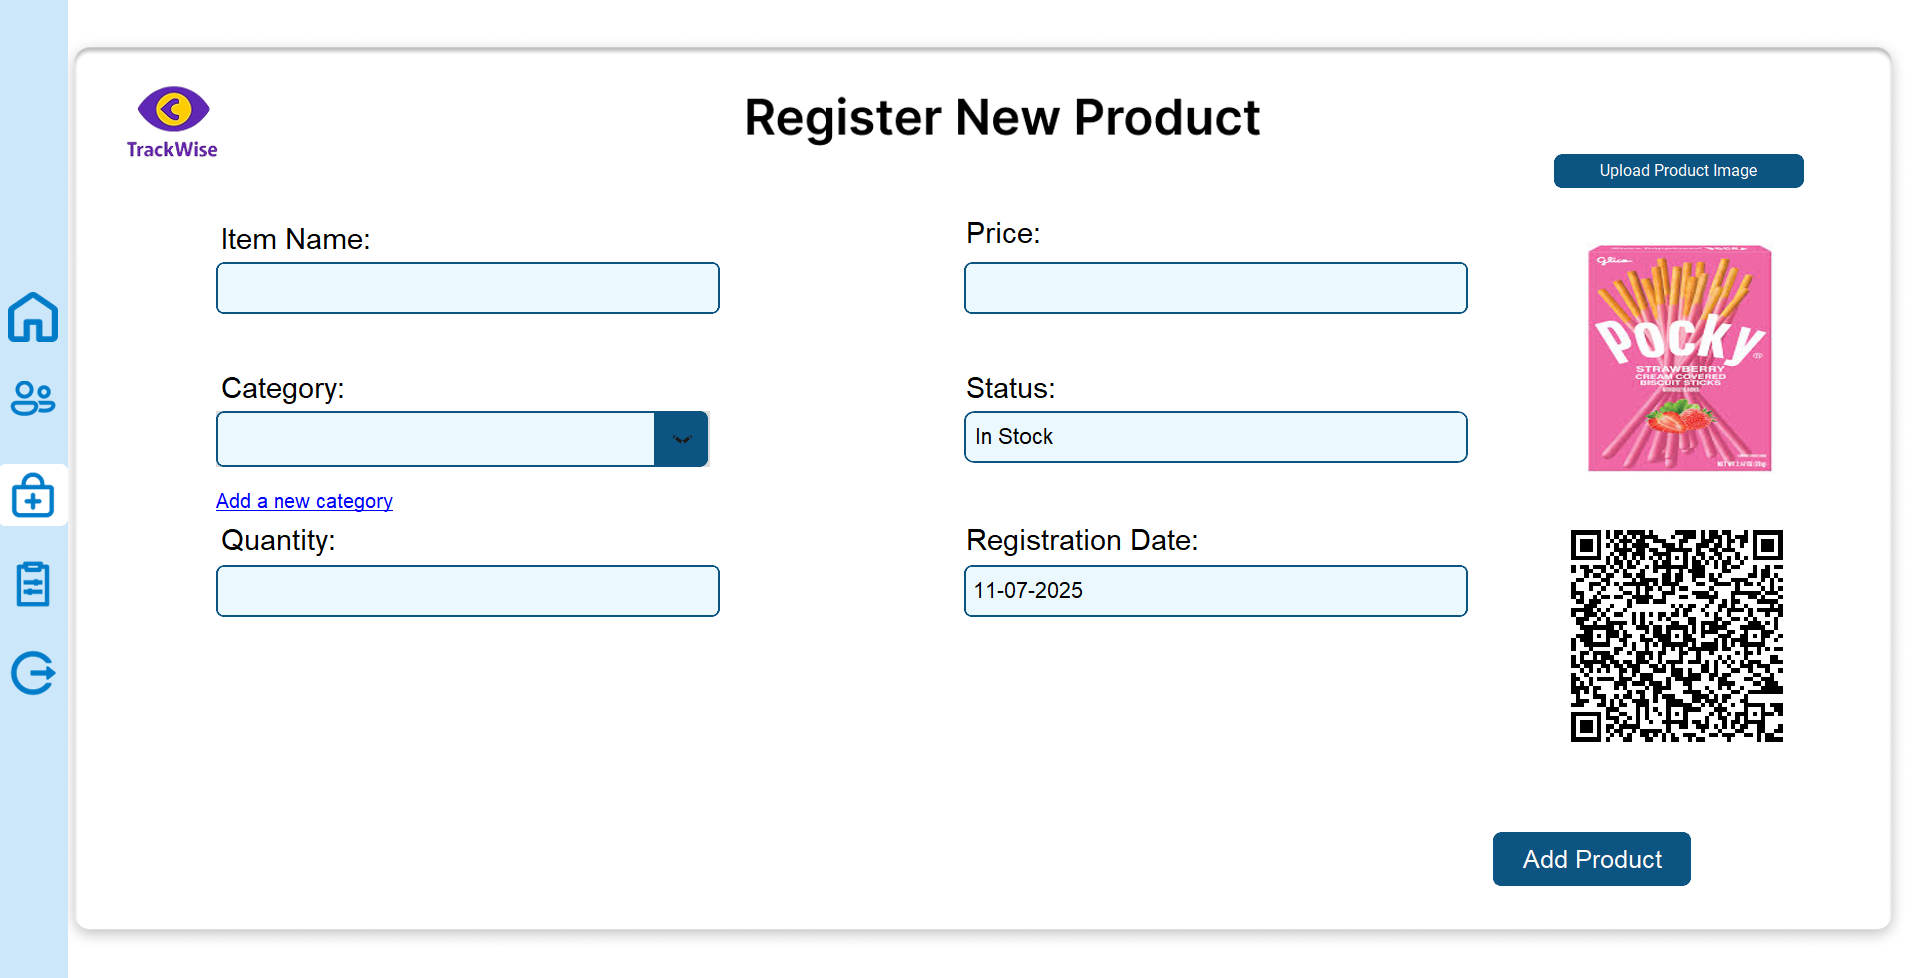 TrackWise
Register New Product
Upload Product Image
Item Name:
Price:
Glico
POCKY
STRAWBERRY
CREAM COVERED
BISCUIT STICKS
Category:
Status:
In Stock
Add a new category
Quantity:
Registration Date:
11-07-2025
Add Product